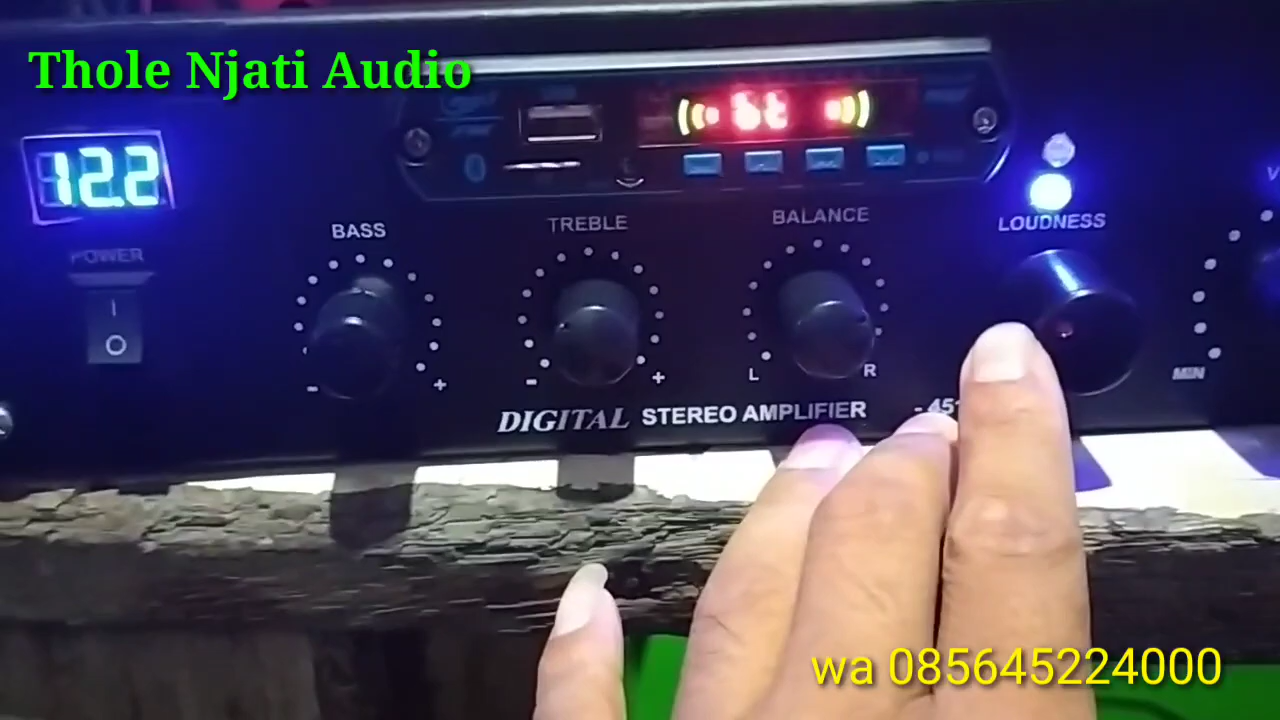 Thole Njati Audio
bt
12.2
POWER
BASS
TREBLE
BALANCE
LOUDNESS
I
O
-
+
-
+
L
R
MIN
DIGITAL STEREO AMPLIFIER
wa 085645224000